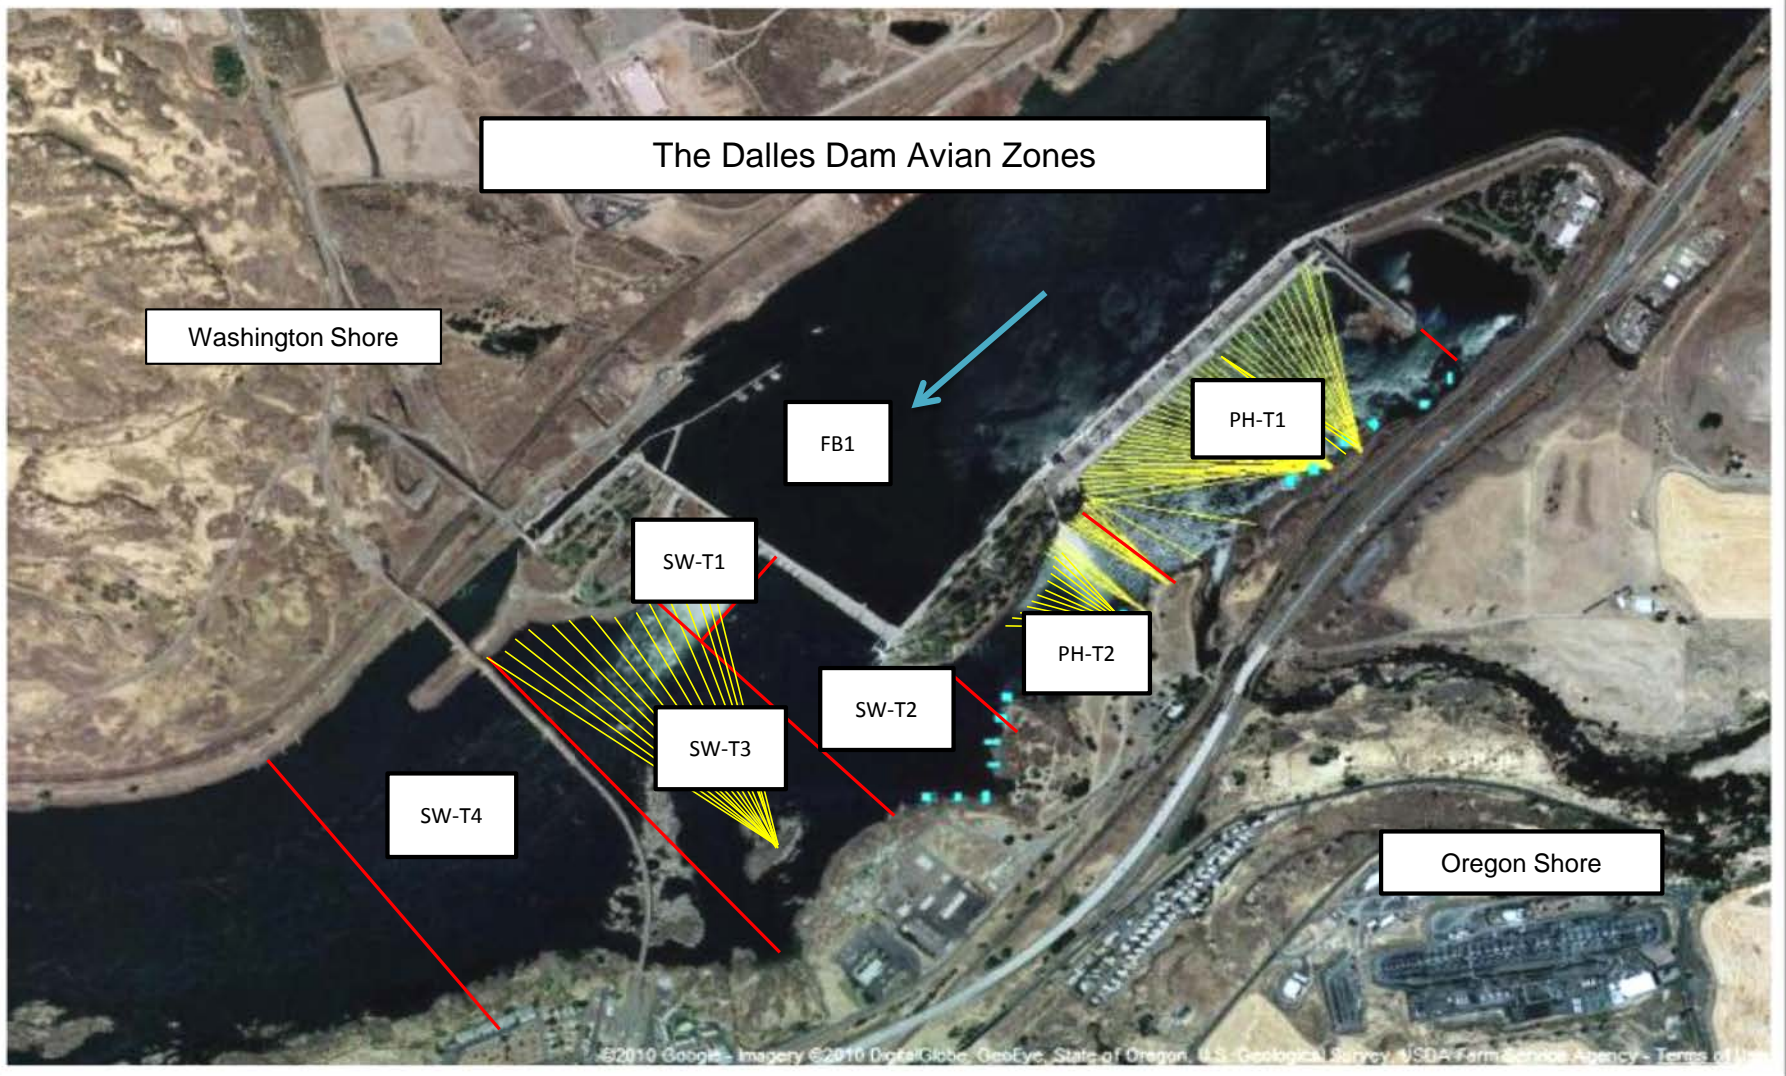 The Dalles Dam Avian Zones
Washington Shore
FB1
PH-T1
SW-T1
PH-T2
SW-T2
SW-T3
SW-T4
Oregon Shore
©2010 Google - Imagery ©2010 DigitalGlobe, GeoEye, State of Oregon, U.S. Geological Survey, USDA Farm Service Agency - Terms of Use